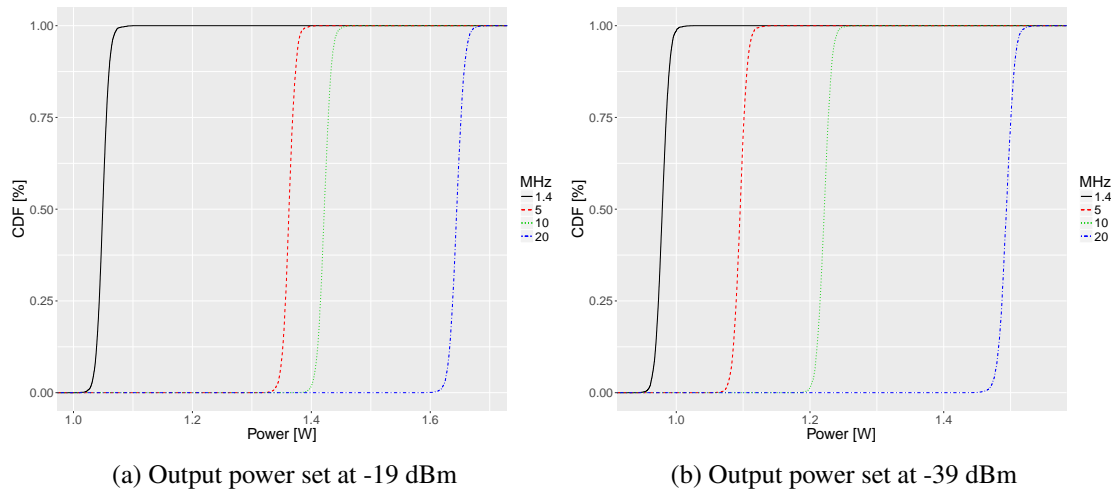 1.00
0.75
0.50
0.25
0.00
CDF [%]
1.0 1.2 1.4 1.6
Power [W]
MHz
1.4
5
10
20
(a) Output power set at -19 dBm
1.00
0.75
0.50
0.25
0.00
CDF [%]
1.0 1.2 1.4
Power [W]
MHz
1.4
5
10
20
(b) Output power set at -39 dBm